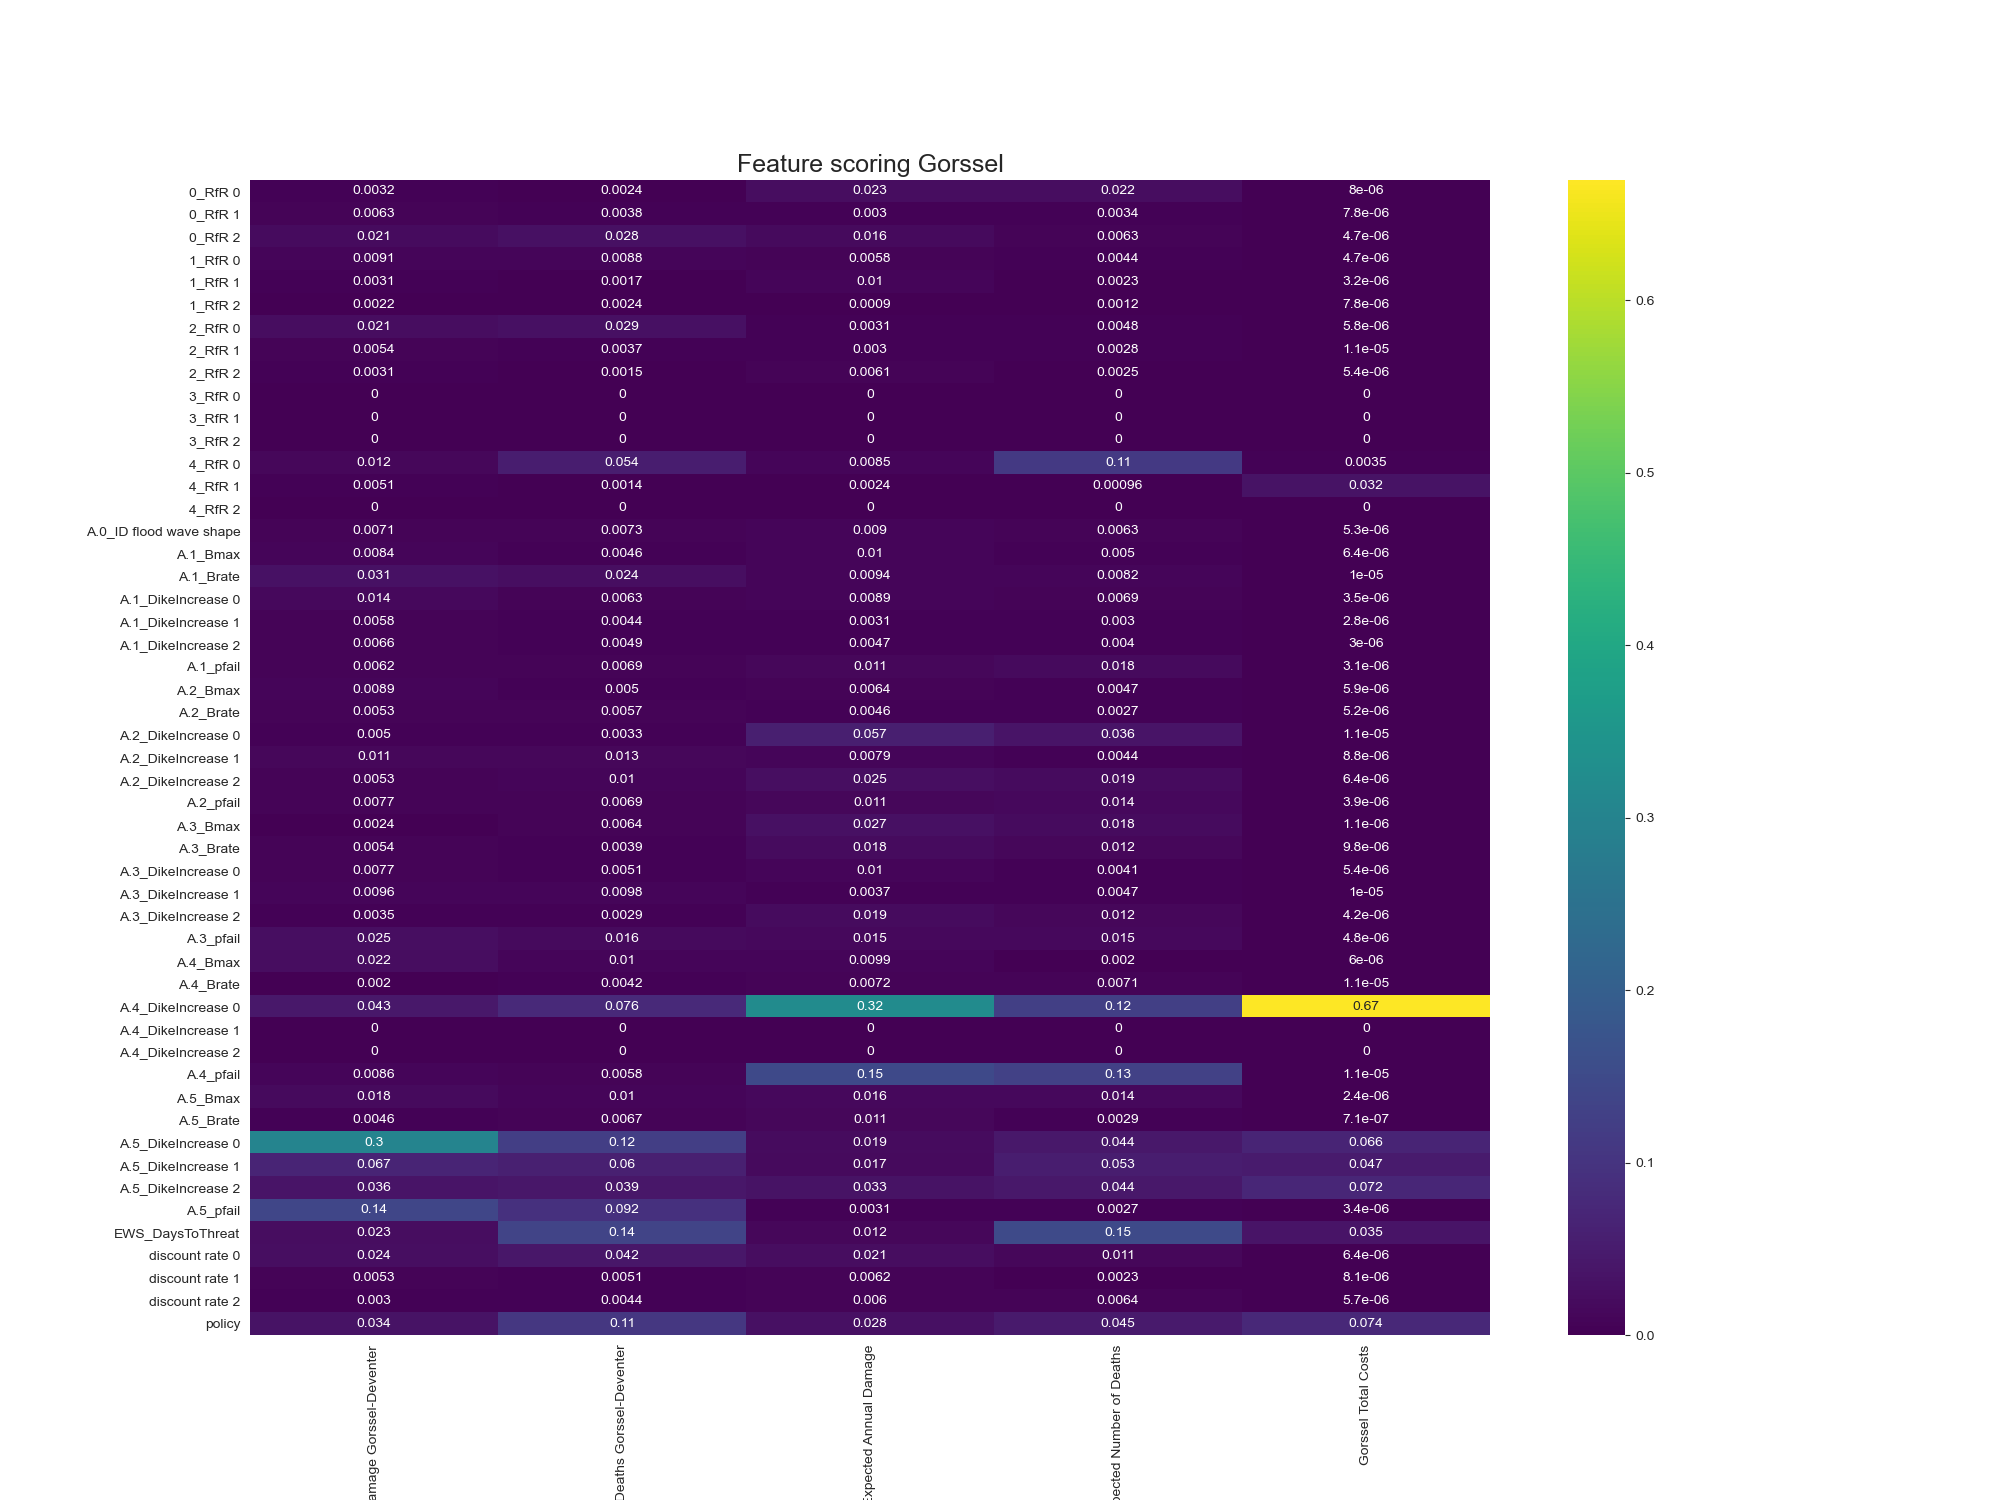 Feature scoring Gorssel
0_RfR 0 0.0032 0.0024 0.023 0.022 8e-06
0_RfR 1 0.0063 0.0038 0.003 0.0034 7.8e-06
0_RfR 2 0.021 0.028 0.016 0.0063 4.7e-06
1_RfR 0 0.0091 0.0088 0.0058 0.0044 4.7e-06
1_RfR 1 0.0031 0.0017 0.01 0.0023 3.2e-06
1_RfR 2 0.0022 0.0024 0.0009 0.0012 7.8e-06
2_RfR 0 0.021 0.029 0.0031 0.0048 5.8e-06
2_RfR 1 0.0054 0.0037 0.003 0.0028 1.1e-05
2_RfR 2 0.0031 0.0015 0.0061 0.0025 5.4e-06
3_RfR 0 0 0 0 0 0
3_RfR 1 0 0 0 0 0
3_RfR 2 0 0 0 0 0
4_RfR 0 0.012 0.054 0.0085 0.11 0.0035
4_RfR 1 0.0051 0.0014 0.0024 0.00096 0.032
4_RfR 2 0 0 0 0 0
A.0_ID flood wave shape 0.0071 0.0073 0.009 0.0063 5.3e-06
A.1_Bmax 0.0084 0.0046 0.01 0.005 6.4e-06
A.1_Brate 0.031 0.024 0.0094 0.0082 1e-05
A.1_DikeIncrease 0 0.014 0.0063 0.0089 0.0069 3.5e-06
A.1_DikeIncrease 1 0.0058 0.0044 0.0031 0.003 2.8e-06
A.1_DikeIncrease 2 0.0066 0.0049 0.0047 0.004 3e-06
A.1_pfail 0.0062 0.0069 0.011 0.018 3.1e-06
A.2_Bmax 0.0089 0.005 0.0064 0.0047 5.9e-06
A.2_Brate 0.0053 0.0057 0.0046 0.0027 5.2e-06
A.2_DikeIncrease 0 0.005 0.0033 0.057 0.036 1.1e-05
A.2_DikeIncrease 1 0.011 0.013 0.0079 0.0044 8.8e-06
A.2_DikeIncrease 2 0.0053 0.01 0.025 0.019 6.4e-06
A.2_pfail 0.0077 0.0069 0.011 0.014 3.9e-06
A.3_Bmax 0.0024 0.0064 0.027 0.018 1.1e-06
A.3_Brate 0.0054 0.0039 0.018 0.012 9.8e-06
A.3_DikeIncrease 0 0.0077 0.0051 0.01 0.0041 5.4e-06
A.3_DikeIncrease 1 0.0096 0.0098 0.0037 0.0047 1e-05
A.3_DikeIncrease 2 0.0035 0.0029 0.019 0.012 4.2e-06
A.3_pfail 0.025 0.016 0.015 0.015 4.8e-06
A.4_Bmax 0.022 0.01 0.0099 0.002 6e-06
A.4_Brate 0.002 0.0042 0.0072 0.0071 1.1e-05
A.4_DikeIncrease 0 0.043 0.076 0.32 0.12 0.67
A.4_DikeIncrease 1 0 0 0 0 0
A.4_DikeIncrease 2 0 0 0 0 0
A.4_pfail 0.0086 0.0058 0.15 0.13 1.1e-05
A.5_Bmax 0.018 0.01 0.016 0.014 2.4e-06
A.5_Brate 0.0046 0.0067 0.011 0.0029 7.1e-07
A.5_DikeIncrease 0 0.3 0.12 0.019 0.044 0.066
A.5_DikeIncrease 1 0.067 0.06 0.017 0.053 0.047
A.5_DikeIncrease 2 0.036 0.039 0.033 0.044 0.072
A.5_pfail 0.14 0.092 0.0031 0.0027 3.4e-06
EWS_DaysToThreat 0.023 0.14 0.012 0.15 0.035
discount rate 0 0.024 0.042 0.021 0.011 6.4e-06
discount rate 1 0.0053 0.0051 0.0062 0.0023 8.1e-06
discount rate 2 0.003 0.0044 0.006 0.0064 5.7e-06
policy 0.034 0.11 0.028 0.045 0.074
amage Gorssel-Deventer
Deaths Gorssel-Deventer
Expected Annual Damage
pected Number of Deaths
Gorssel Total Costs
0.6
0.5
0.4
0.3
0.2
0.1
0.0